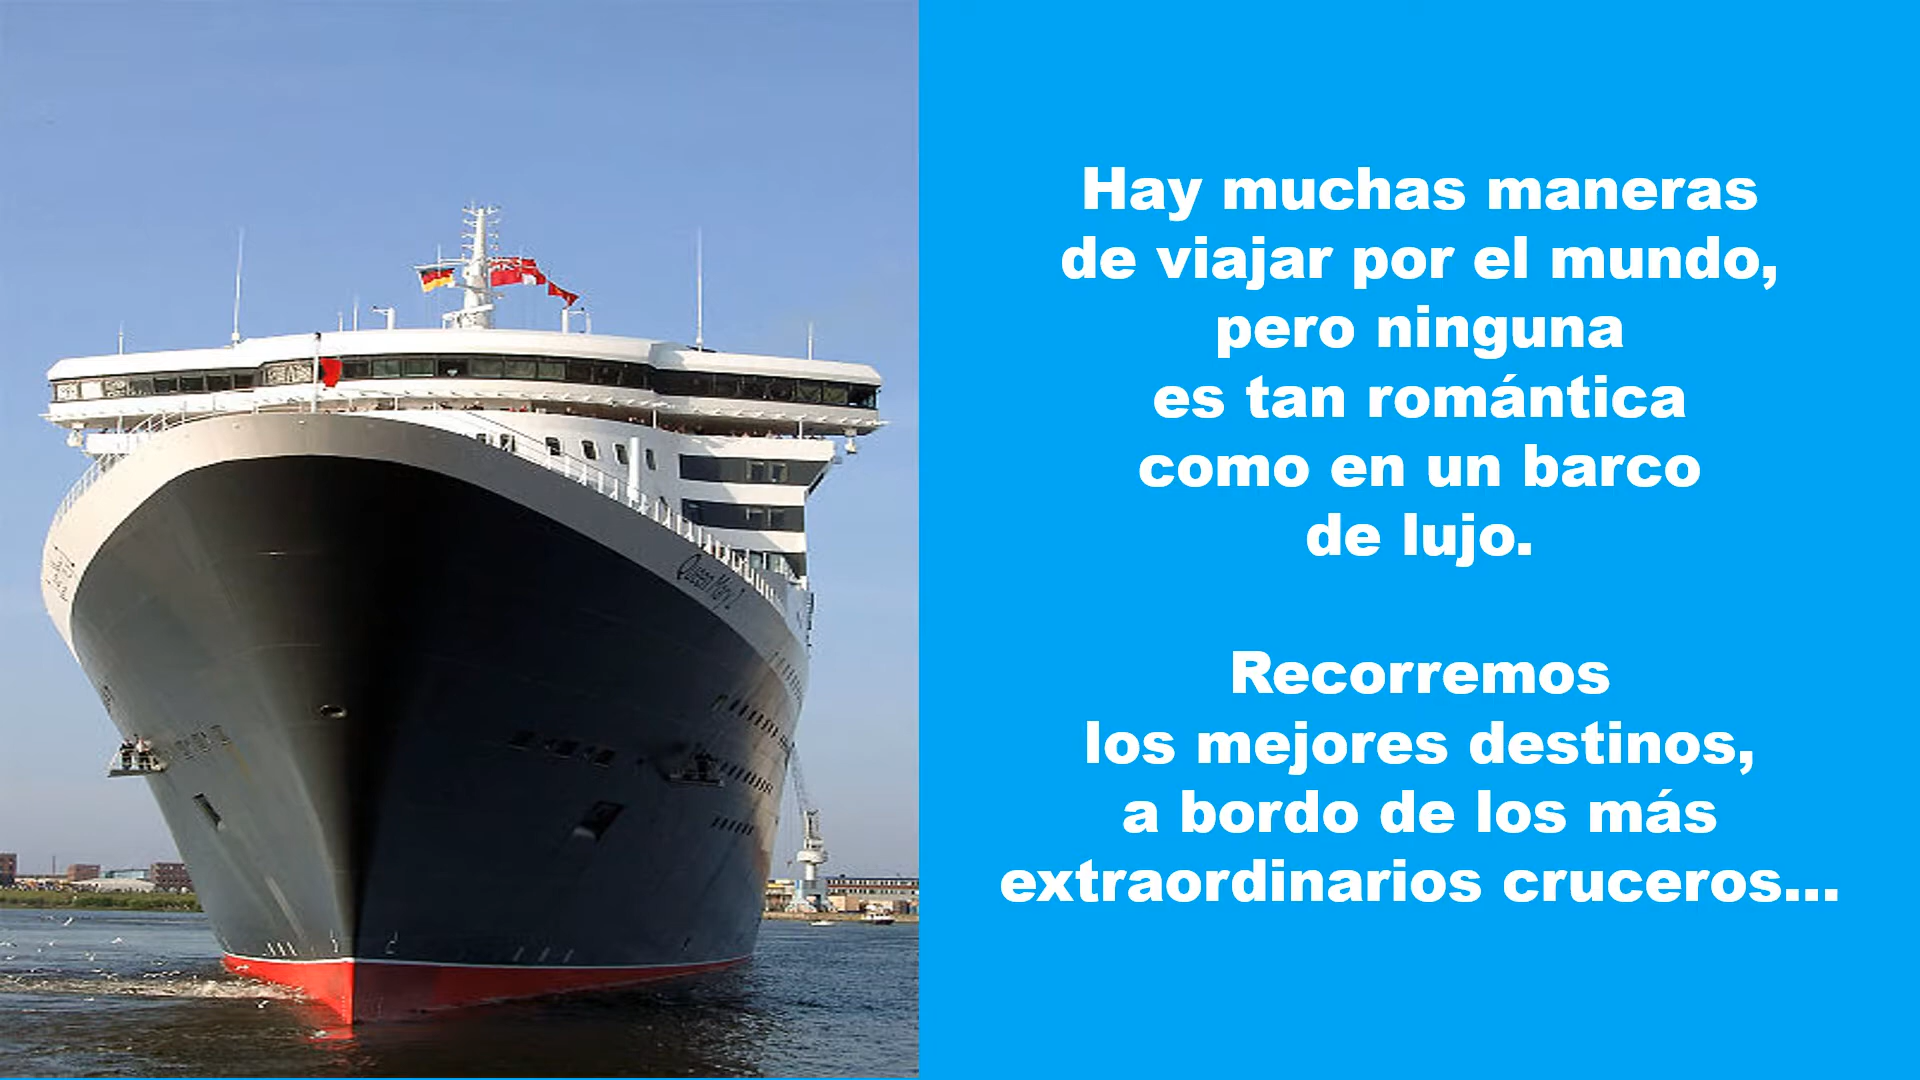 Hay muchas maneras
de viajar por el mundo,
pero ninguna
es tan romántica
como en un barco
de lujo.
Recorremos
los mejores destinos,
a bordo de los más
extraordinarios cruceros...
Queen Mary 2